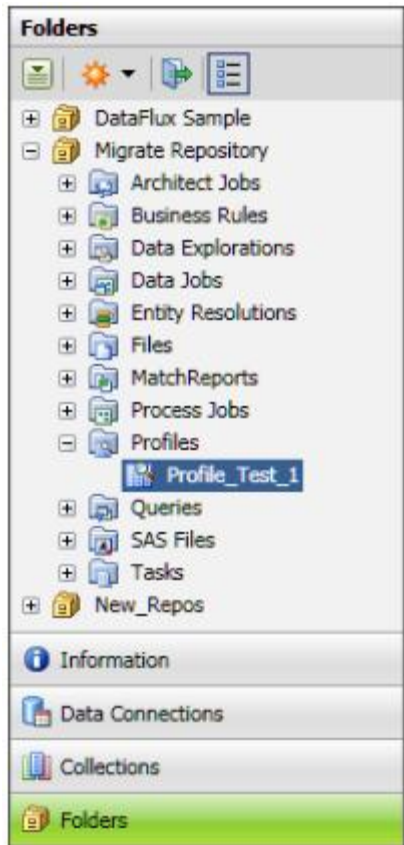 Folders
DataFlux Sample
Migrate Repository
Architect Jobs
Business Rules
Data Explorations
Data Jobs
Entity Resolutions
Files
MatchReports
Process Jobs
Profiles
Profile_Test_1
Queries
SAS Files
Tasks
New_Repos
Information
Data Connections
Collections
Folders